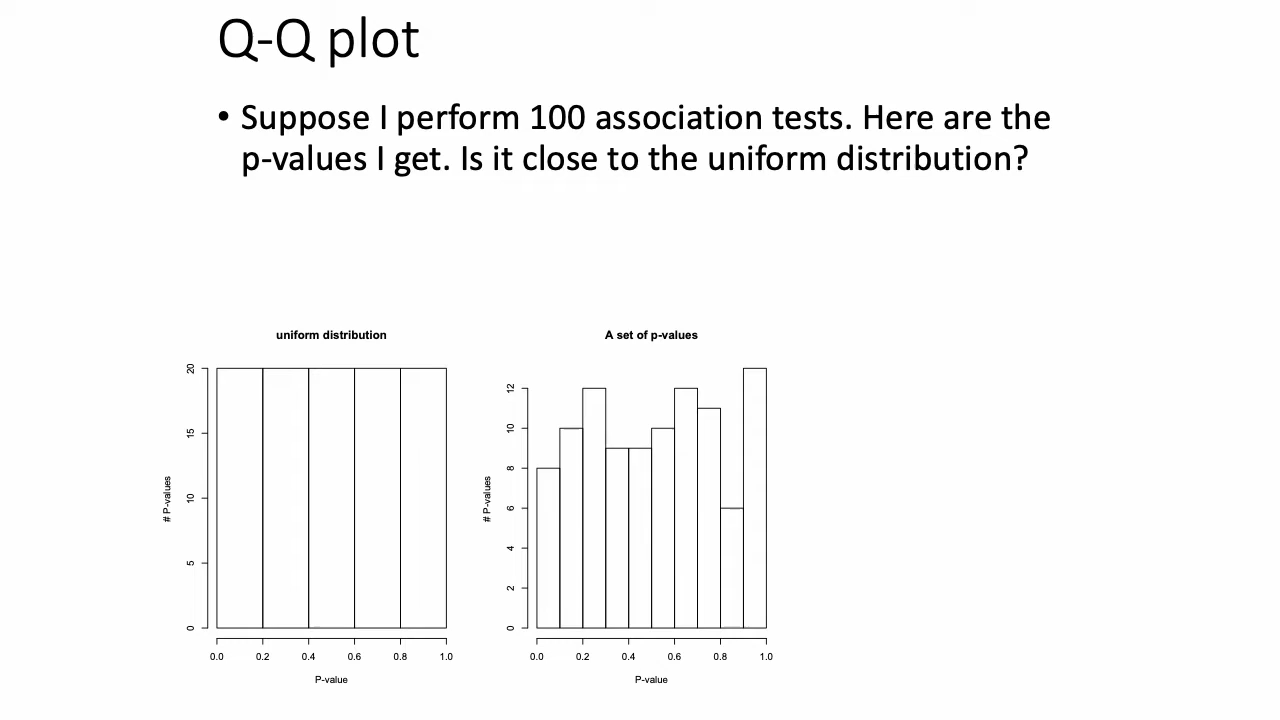 Q-Q plot
• Suppose I perform 100 association tests. Here are the
p-values I get. Is it close to the uniform distribution?
uniform distribution
# P-values
20
15
10
5
0
0.0 0.2 0.4 0.6 0.8 1.0
P-value
A set of p-values
# P-values
12
10
8
6
4
2
0
0.0 0.2 0.4 0.6 0.8 1.0
P-value